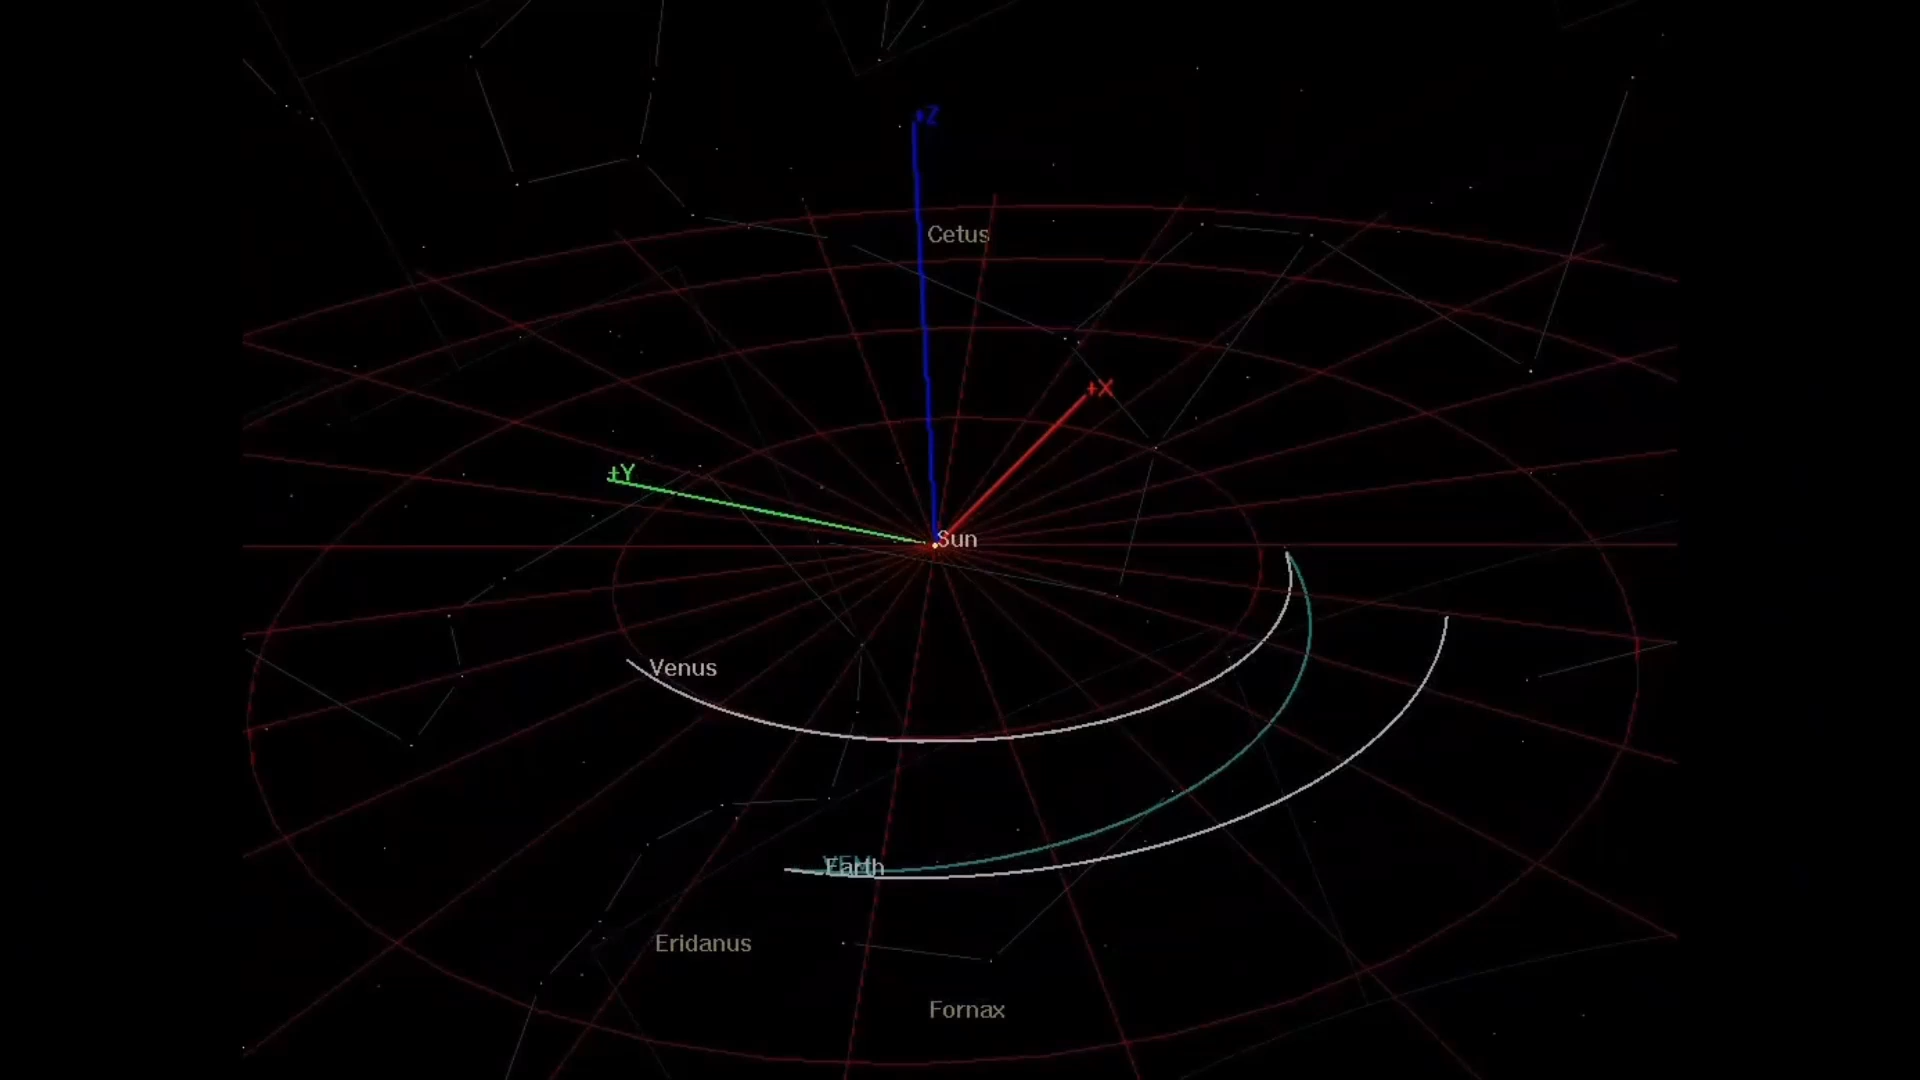 +Z
Cetus
+X
+Y
Sun
Venus
Earth
Eridanus
Fornax